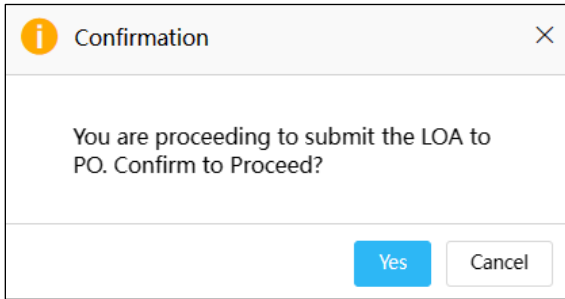 Confirmation
You are proceeding to submit the LOA to
PO. Confirm to Proceed?
Yes
Cancel